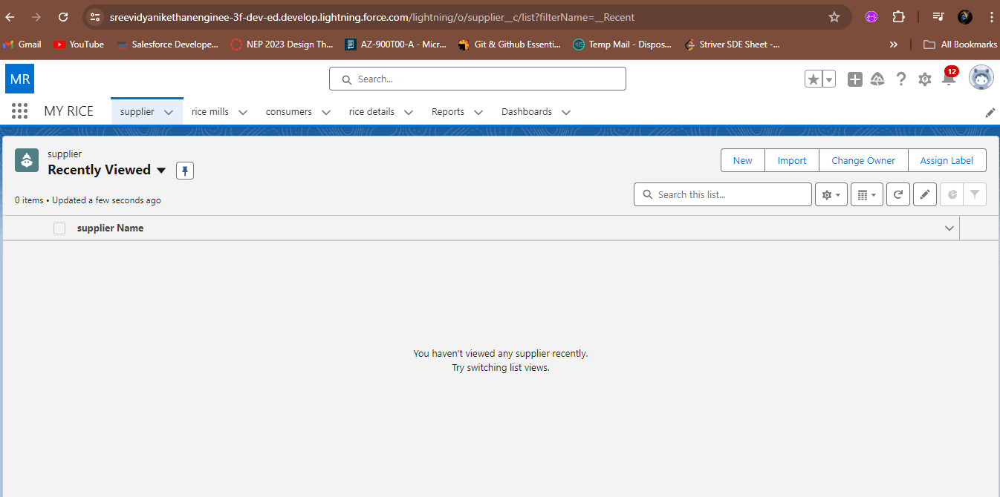 sreevidyanikethanenginee-3f-dev-ed.develop.lightning.force.com/lightning/o/supplier__c/list?filterName=__Recent
Gmail YouTube Salesforce Develope... NEP 2023 Design Th... AZ-900T00-A - Micr... Git & Github Essenti... Temp Mail - Dispos... Striver SDE Sheet -... » All Bookmarks
MR Search... 12
MY RICE supplier rice mills consumers rice details Reports Dashboards
supplier
Recently Viewed
New Import Change Owner Assign Label
0 items • Updated a few seconds ago
Search this list...
supplier Name
You haven't viewed any supplier recently.
Try switching list views.